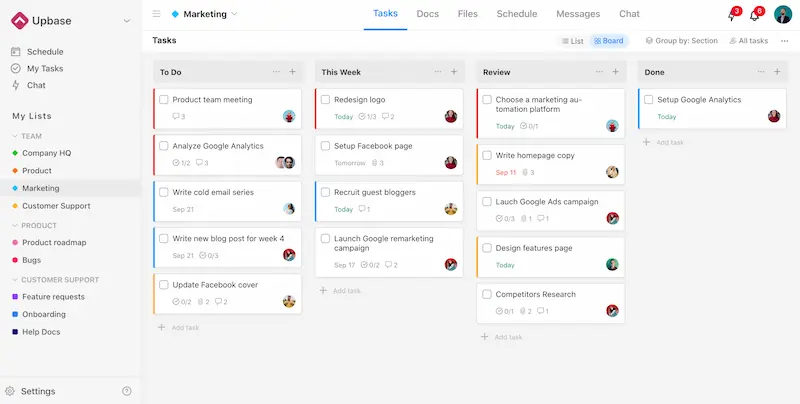 Upbase
Marketing
Tasks
Docs
Files
Schedule
Messages
Chat
3
6
Schedule
My Tasks
Chat
My Lists
TEAM
Company HQ
Product
Marketing
Customer Support
PRODUCT
Product roadmap
Bugs
CUSTOMER SUPPORT
Feature requests
Onboarding
Help Docs
Settings
Tasks
List
Board
Group by: Section
All tasks
To Do
Product team meeting
3
Analyze Google Analytics
1/2 3
Write cold email series
Sep 21
Write new blog post for week 4
Sep 21 0/3
Update Facebook cover
0/2 2 2
Add task
This Week
Redesign logo
Today 1/3 2
Setup Facebook page
Tomorrow 3
Recruit guest bloggers
Today 1
Launch Google remarketing
campaign
Sep 17 0/2 2
Add task
Review
Choose a marketing au-
tomation platform
Today 0/1
Write homepage copy
Sep 11 3
Lauch Google Ads campaign
0/3 1 1
Design features page
Today
Competitors Research
0/1 2 1
Add task
Done
Setup Google Analytics
Today
Add task